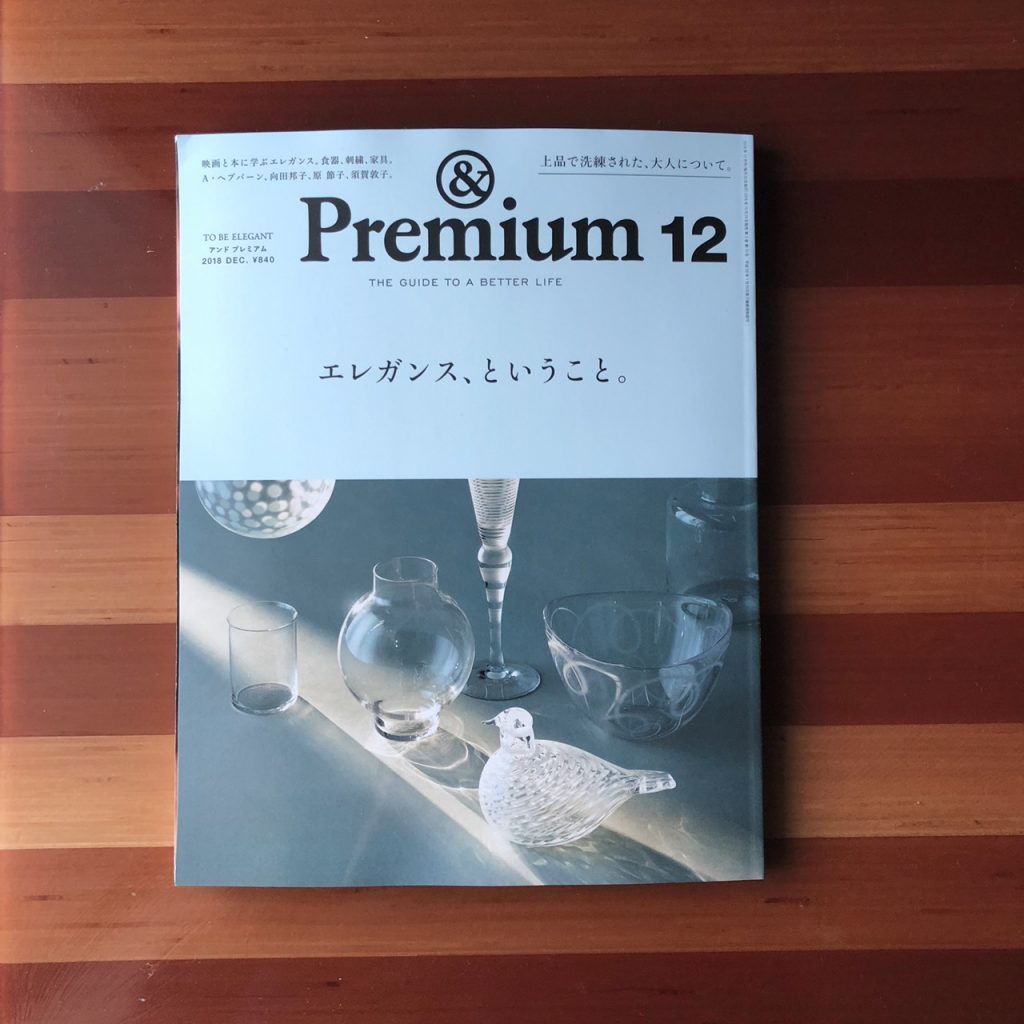 映画と本に学ぶエレガンス。食器、刺繍、家具。
A・ヘプバーン、向田邦子、原 節子、須賀敦子。
上品で洗練された、大人について。
&
Premium 12
TO BE ELEGANT
アンド プレミアム
2018 DEC. ¥840
THE GUIDE TO A BETTER LIFE
エレガンス、ということ。